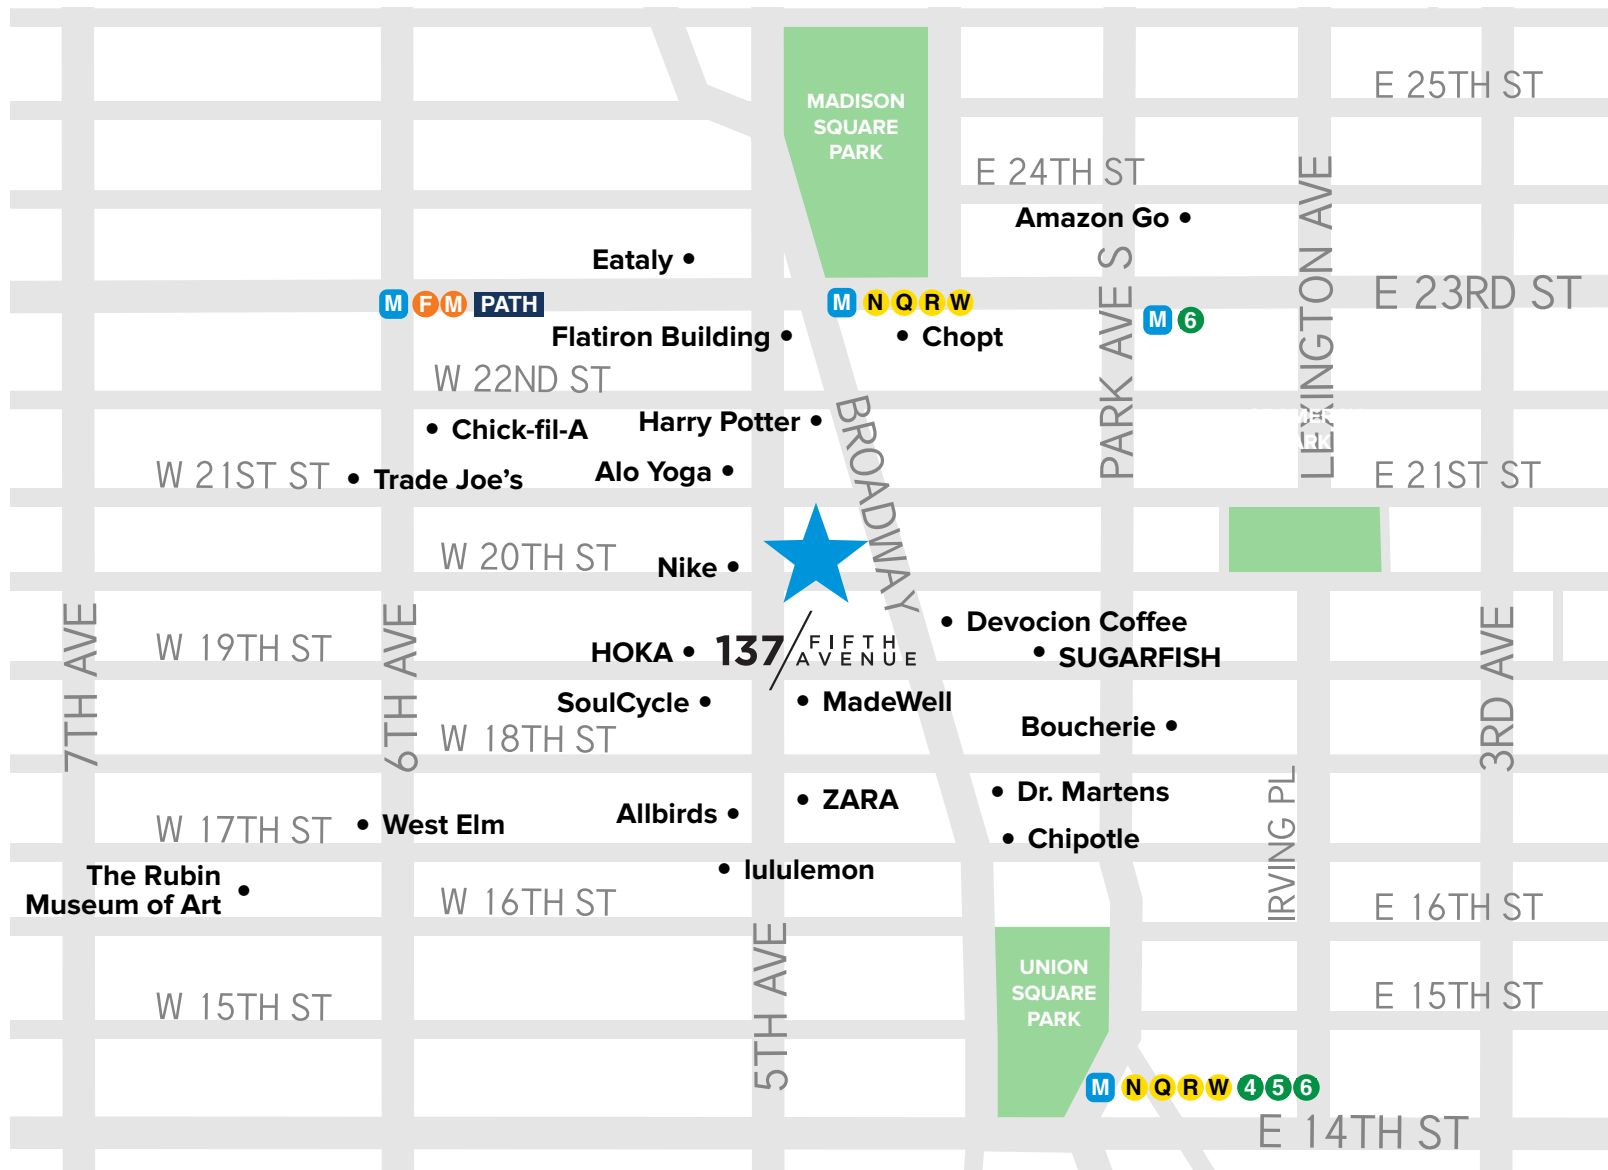 E 25TH ST
MADISON
SQUARE
PARK
E 24TH ST
Amazon Go
Eataly
M F M PATH
M N Q R W
E 23RD ST
M 6
Flatiron Building
Chopt
W 22ND ST
Harry Potter
Chick-fil-A
BROADWAY
PARK AVE S
LEXINGTON AVE
W 21ST ST
Trade Joe's
Alo Yoga
E 21ST ST
W 20TH ST
Nike
7TH AVE
W 19TH ST
6TH AVE
HOKA
137 FIFTH
AVENUE
Devocion Coffee
SUGARFISH
3RD AVE
SoulCycle
MadeWell
W 18TH ST
Boucherie
Allbirds
ZARA
Dr. Martens
W 17TH ST
West Elm
Chipotle
IRVING PL
The Rubin
Museum of Art
lululemon
W 16TH ST
E 16TH ST
5TH AVE
UNION
SQUARE
PARK
W 15TH ST
E 15TH ST
M N Q R W 4 5 6
E 14TH ST